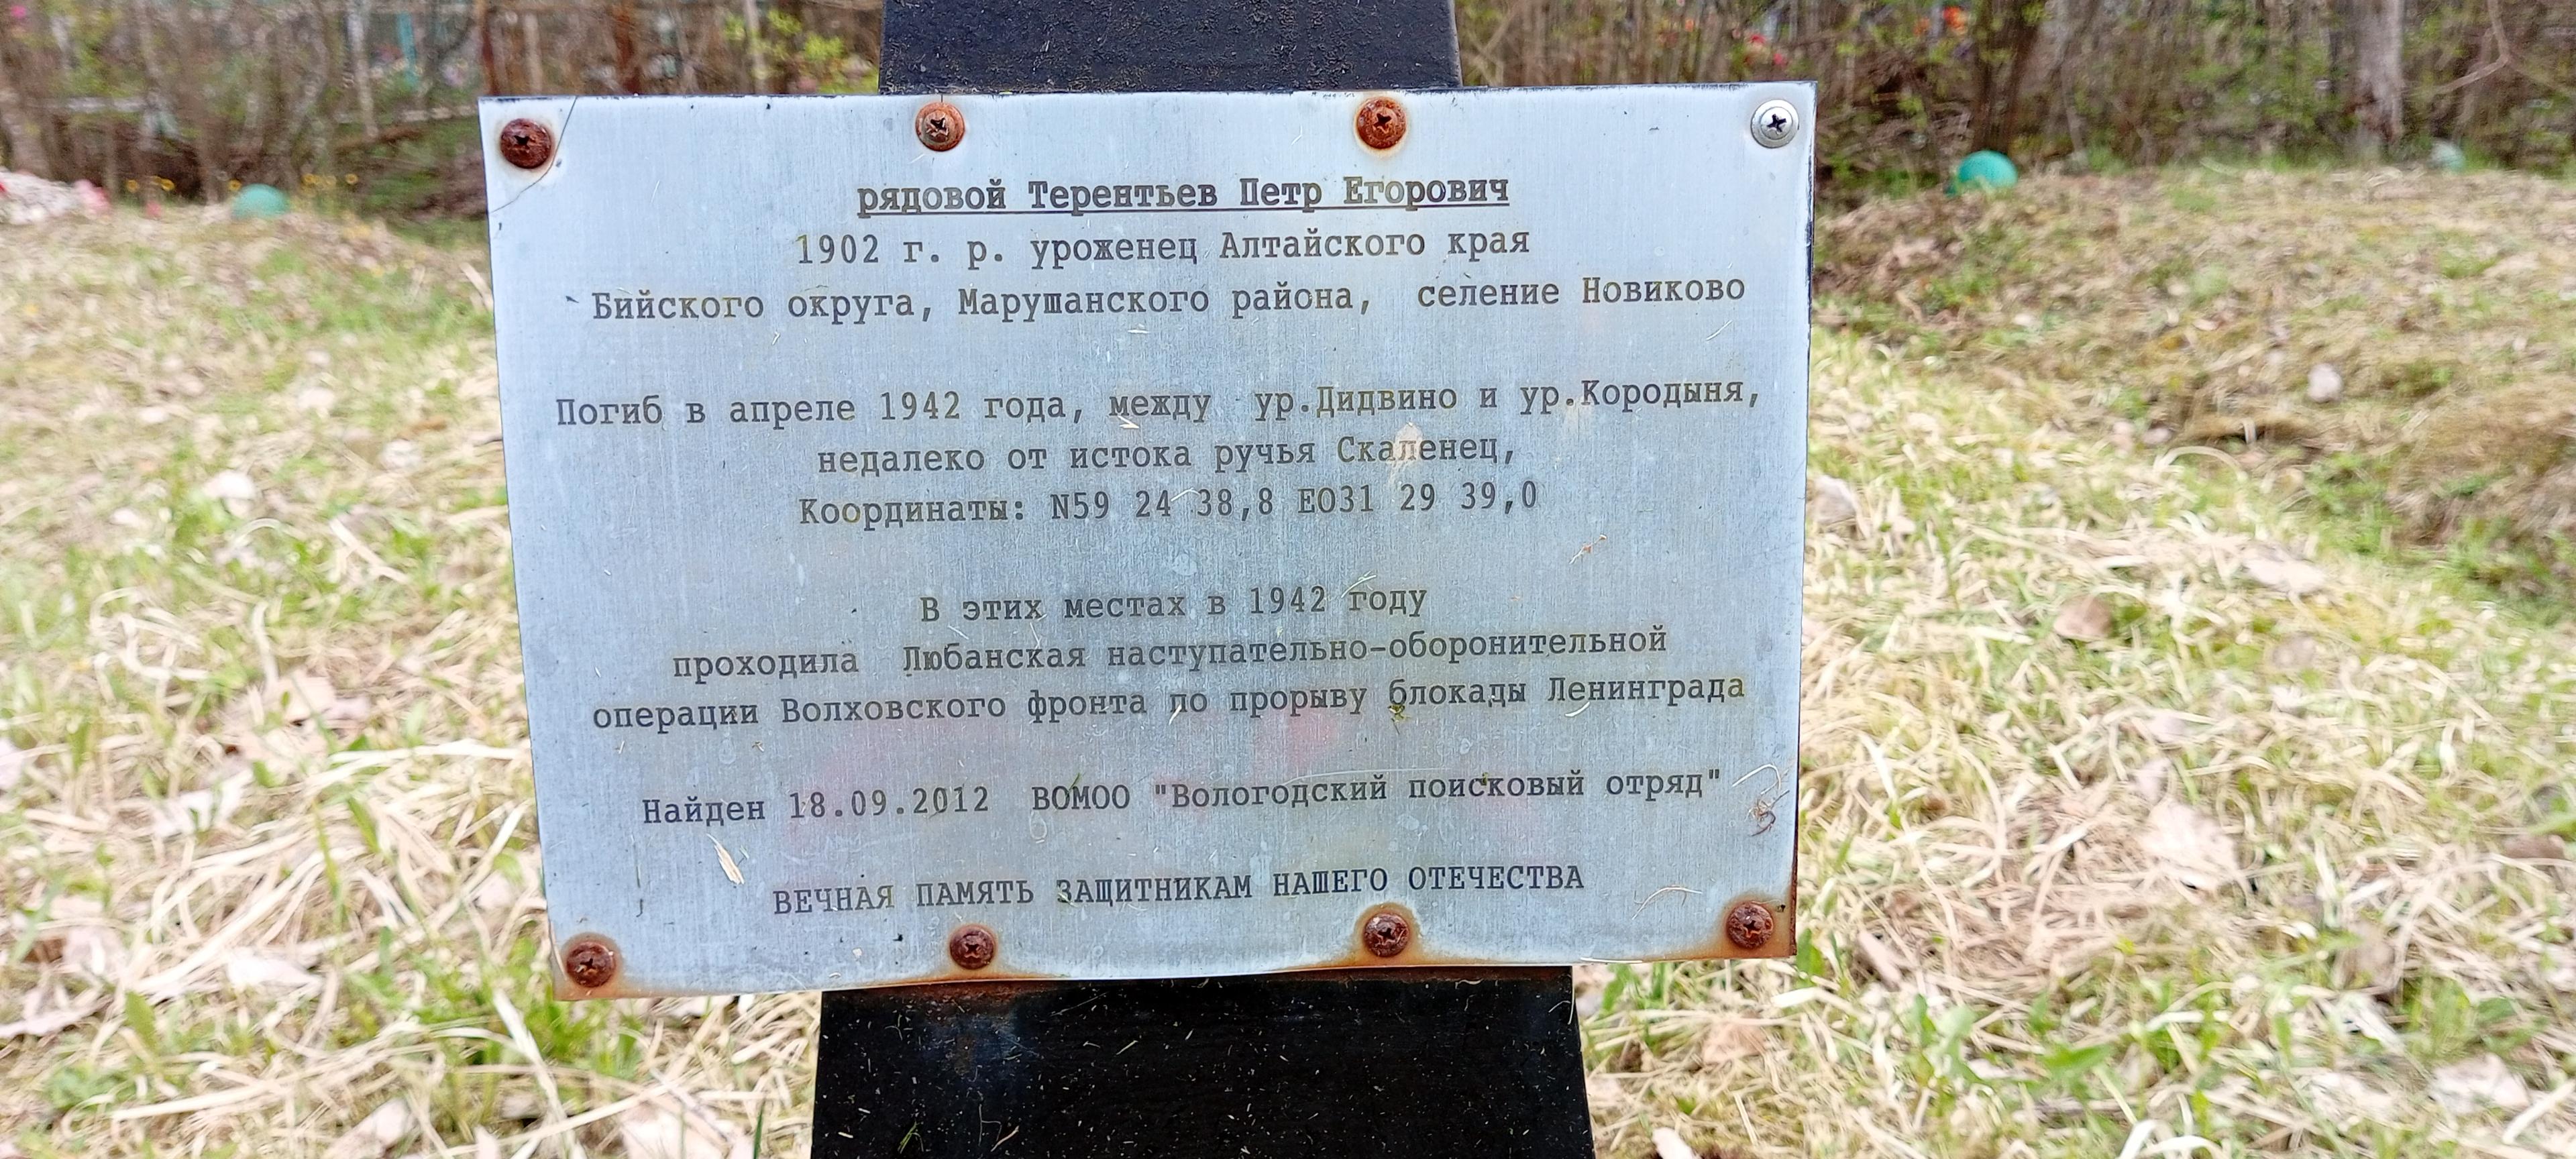 рядовой Терентьев Петр Егорович
1902 г. р. уроженец Алтайского края
Бийского округа, Марушанского района, селение Новиково
Погиб в апреле 1942 года, между ур.Дидвино и ур.Кородыня,
недалеко от истока ручья Скаленец,
Координаты: N59 24 38,8 EO31 29 39,0
В этих местах в 1942 году
проходила Любанская наступательно-оборонительной
операции Волховского фронта по прорыву блокады Ленинграда
Найден 18.09.2012 ВОМОО "Вологодский поисковый отряд"
ВЕЧНАЯ ПАМЯТЬ ЗАЩИТНИКАМ НАШЕГО ОТЕЧЕСТВА